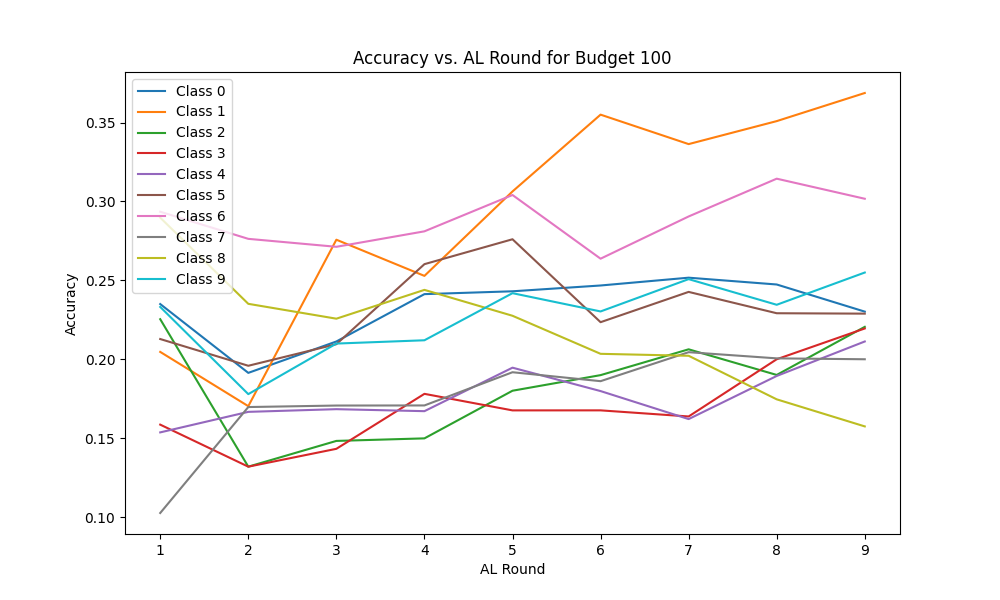 Accuracy vs. AL Round for Budget 100
Class 0
Class 1
Class 2
Class 3
Class 4
Class 5
Class 6
Class 7
Class 8
Class 9
Accuracy
0.35
0.30
0.25
0.20
0.15
0.10
1 2 3 4 5 6 7 8 9
AL Round